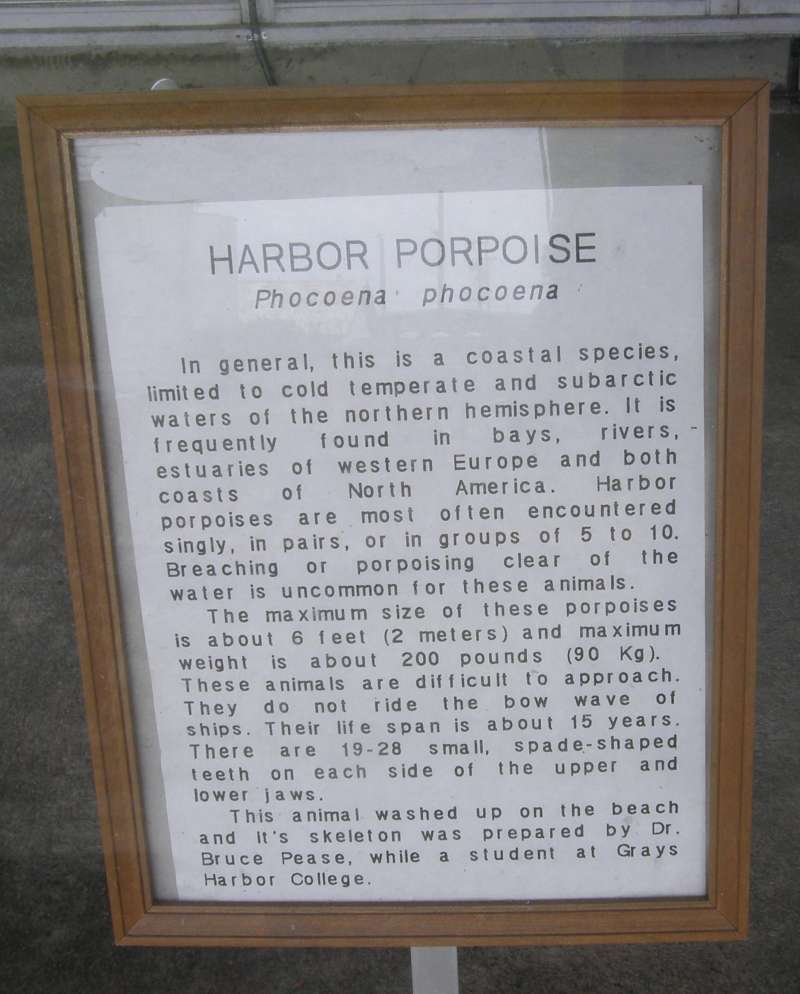 HARBOR PORPOISE
Phocoena phocoena
In general, this is a coastal species,
limited to cold temperate and subarctic
waters of the northern hemisphere. It is
frequently found in bays, rivers,
estuaries of western Europe and both
coasts of North America. Harbor
porpoises are most often encountered
singly, in pairs, or in groups of 5 to 10.
Breaching or porpoising clear of the
water is uncommon for these animals.
The maximum size of these porpoises
is about 6 feet (2 meters) and maximum
weight is about 200 pounds (90 Kg).
These animals are difficult to approach.
They do not ride the bow wave of
ships. Their life span is about 15 years.
There are 19-28 small, spade-shaped
teeth on each side of the upper and
lower jaws.
This animal washed up on the beach
and it's skeleton was prepared by Dr.
Bruce Pease, while a student at Grays
Harbor College.